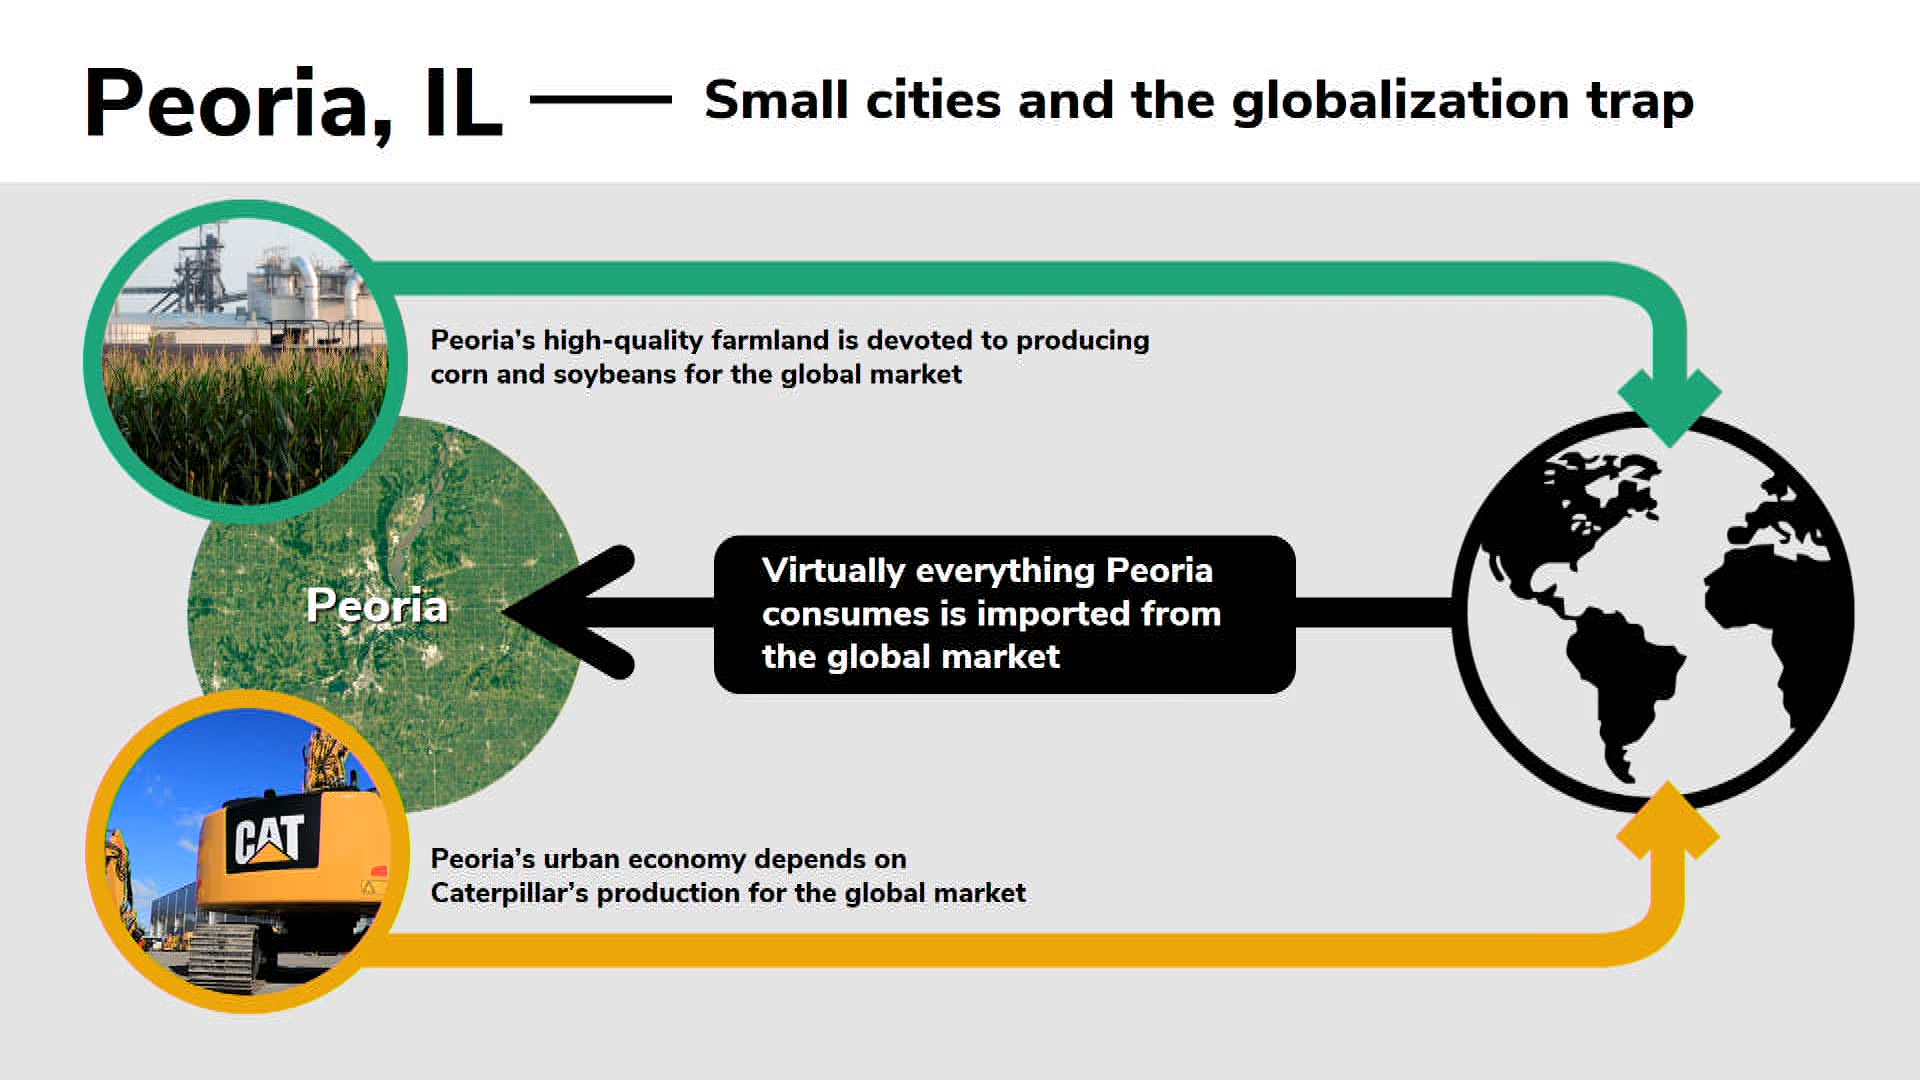 Peoria, IL — Small cities and the globalization trap
Peoria’s high-quality farmland is devoted to producing
corn and soybeans for the global market
Peoria
Virtually everything Peoria
consumes is imported from
the global market
CAT
Peoria’s urban economy depends on
Caterpillar’s production for the global market